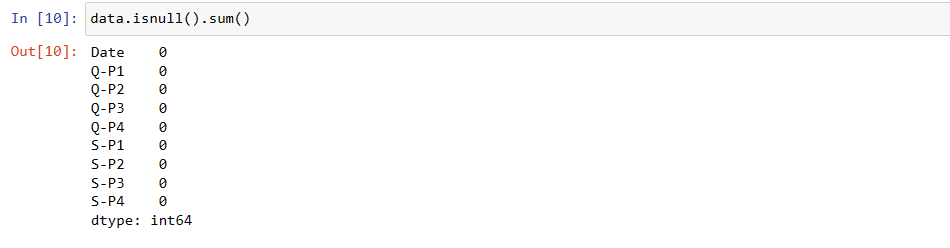 In [10]: data.isnull().sum()
Out[10]: Date    0
Q-P1    0
Q-P2    0
Q-P3    0
Q-P4    0
S-P1    0
S-P2    0
S-P3    0
S-P4    0
dtype: int64